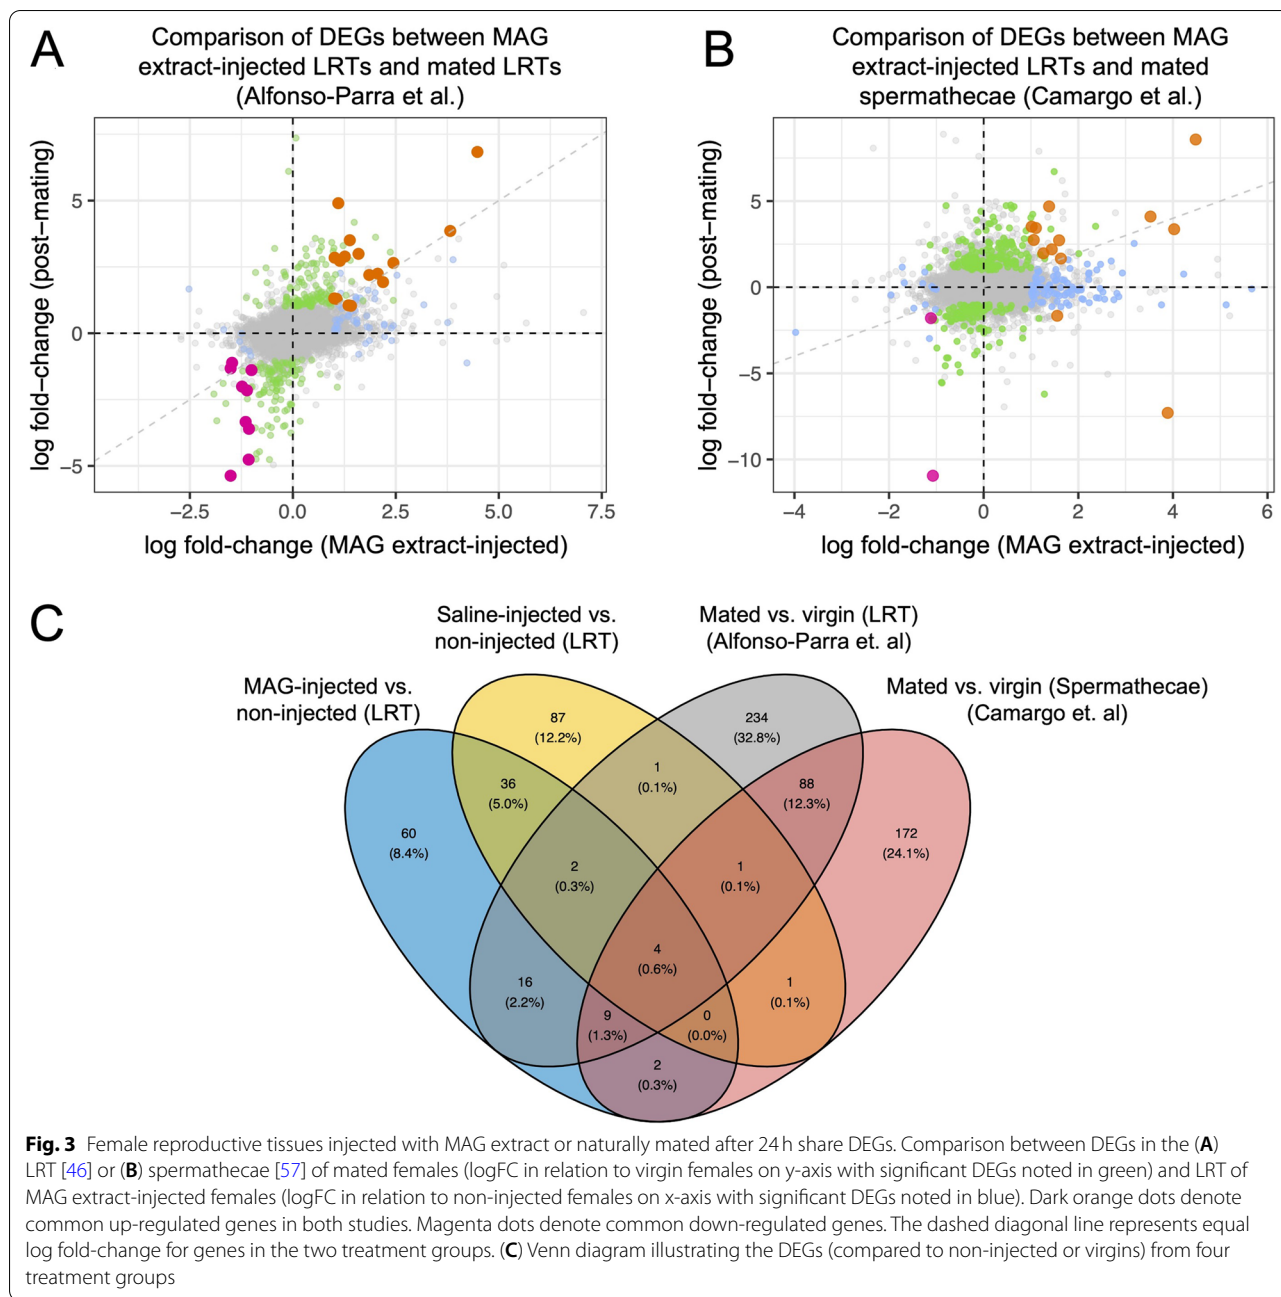 A
Comparison of DEGs between MAG
extract-injected LRTs and mated LRTs
(Alfonso-Parra et al.)
log fold−change (post−mating)
5
0
−5
−2.5 0.0 2.5 5.0 7.5
log fold-change (MAG extract-injected)
B
Comparison of DEGs between MAG
extract-injected LRTs and mated
spermathecae (Camargo et al.)
log fold−change (post−mating)
5
0
−5
−10
−4 −2 0 2 4 6
log fold-change (MAG extract-injected)
C
Saline-injected vs.
non-injected (LRT)
Mated vs. virgin (LRT)
(Alfonso-Parra et. al)
MAG-injected vs.
non-injected (LRT)
Mated vs. virgin (Spermathecae)
(Camargo et. al)
87
(12.2%)
234
(32.8%)
1
(0.1%)
36
(5.0%)
88
(12.3%)
60
(8.4%)
172
(24.1%)
2
(0.3%)
1
(0.1%)
4
(0.6%)
16
(2.2%)
1
(0.1%)
9
(1.3%)
0
(0.0%)
2
(0.3%)
Fig. 3 Female reproductive tissues injected with MAG extract or naturally mated after 24 h share DEGs. Comparison between DEGs in the (A)
LRT [46] or (B) spermathecae [57] of mated females (logFC in relation to virgin females on y-axis with significant DEGs noted in green) and LRT of
MAG extract-injected females (logFC in relation to non-injected females on x-axis with significant DEGs noted in blue). Dark orange dots denote
common up-regulated genes in both studies. Magenta dots denote common down-regulated genes. The dashed diagonal line represents equal
log fold-change for genes in the two treatment groups. (C) Venn diagram illustrating the DEGs (compared to non-injected or virgins) from four
treatment groups